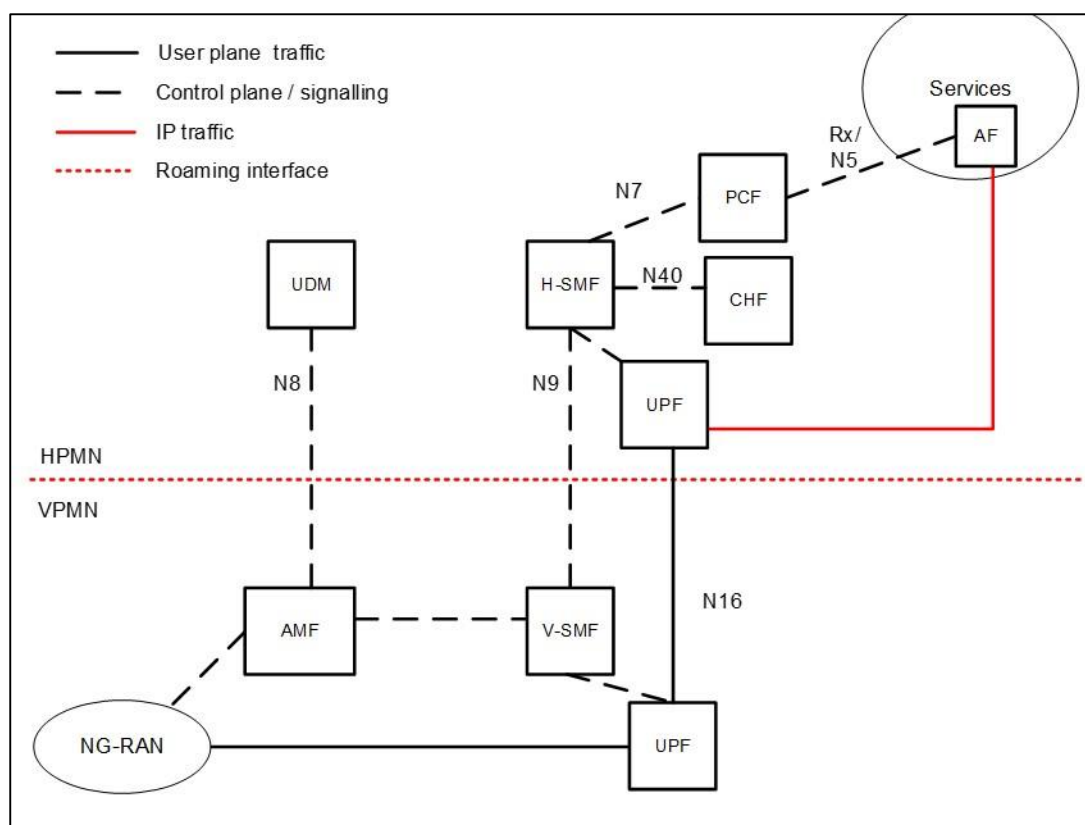 User plane traffic
Control plane / signalling
IP traffic
Roaming interface
Services
AF
Rx/
N5
PCF
N7
UDM
H-SMF
N40
CHF
N8
N9
UPF
HPMN
VPMN
N16
AMF
V-SMF
NG-RAN
UPF